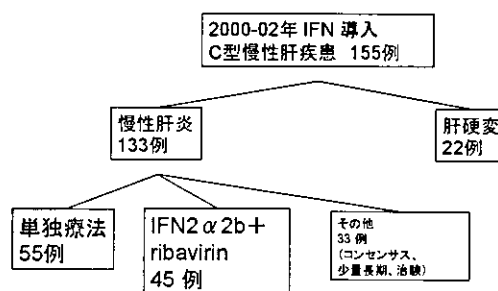 2000-02年 IFN 導入
C型慢性肝疾患 155例
慢性肝炎
133例
肝硬変
22例
単独療法
55例
IFN2α2b+
ribavirin
45 例
その他
33 例
(コンセンサス、
少量長期、治験)